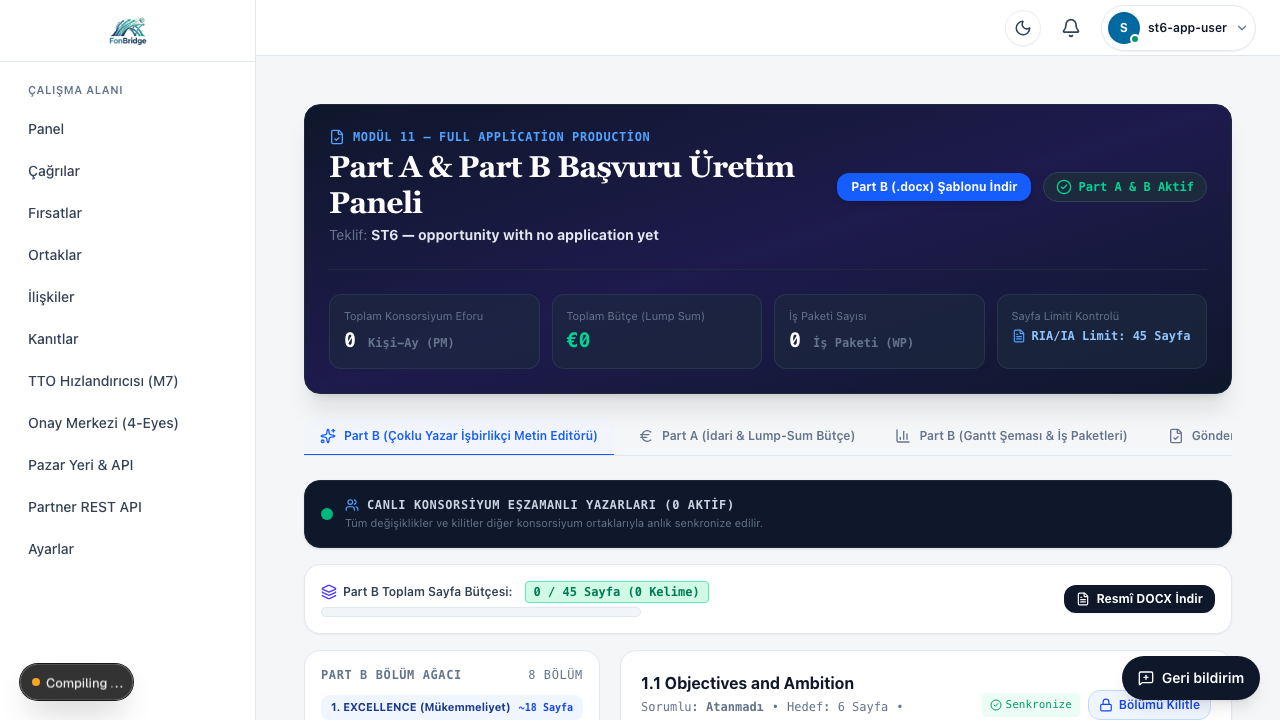 FonBridge
S
st6-app-user
ÇALIŞMA ALANI
Panel
Çağrılar
Fırsatlar
Ortaklar
İlişkiler
Kanıtlar
TTO Hızlandırıcısı (M7)
Onay Merkezi (4-Eyes)
Pazar Yeri & API
Partner REST API
Ayarlar
Compiling ...
MODÜL 11 — FULL APPLİCATİON PRODUCTİON
Part A & Part B Başvuru Üretim
Paneli
Teklif: ST6 — opportunity with no application yet
Part B (.docx) Şablonu İndir
Part A & B Aktif
Toplam Konsorsiyum Eforu
0 Kişi-Ay (PM)
Toplam Bütçe (Lump Sum)
€0
İş Paketi Sayısı
0 İş Paketi (WP)
Sayfa Limiti Kontrolü
RIA/IA Limit: 45 Sayfa
Part B (Çoklu Yazar İşbirlikçi Metin Editörü)
Part A (İdari & Lump-Sum Bütçe)
Part B (Gantt Şeması & İş Paketleri)
Gönder
CANLI KONSORSİYUM EŞZAMANLI YAZARLARI (0 AKTİF)
Tüm değişiklikler ve kilitler diğer konsorsiyum ortaklarıyla anlık senkronize edilir.
Part B Toplam Sayfa Bütçesi: 0 / 45 Sayfa (0 Kelime)
Resmî DOCX İndir
PART B BÖLÜM AĞACI 8 BÖLÜM
1. EXCELLENCE (Mükemmeliyet) ~18 Sayfa
1.1 Objectives and Ambition
Sorumlu: Atanmadı • Hedef: 6 Sayfa •
Senkronize
Bölümü Kilitle
Geri bildirim